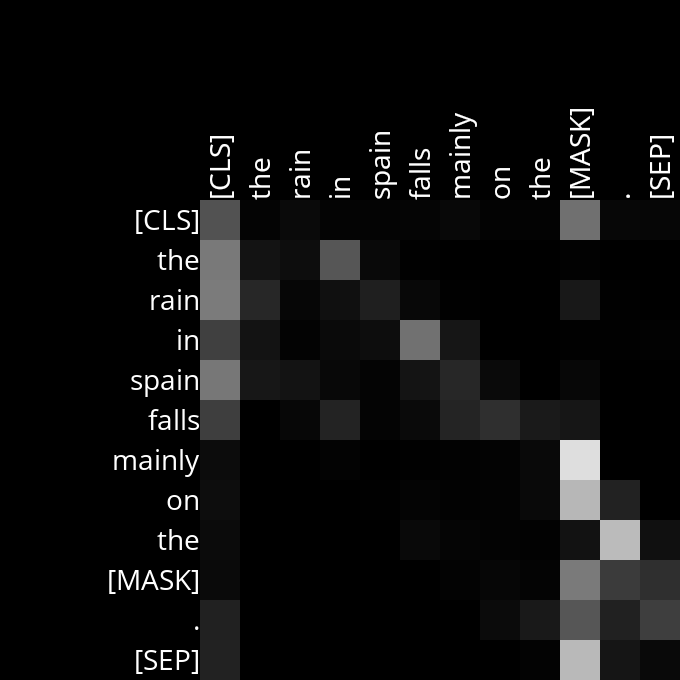 [CLS] the rain in spain falls mainly on the [MASK] . [SEP]
[CLS]
the
rain
in
spain
falls
mainly
on
the
[MASK]
.
[SEP]